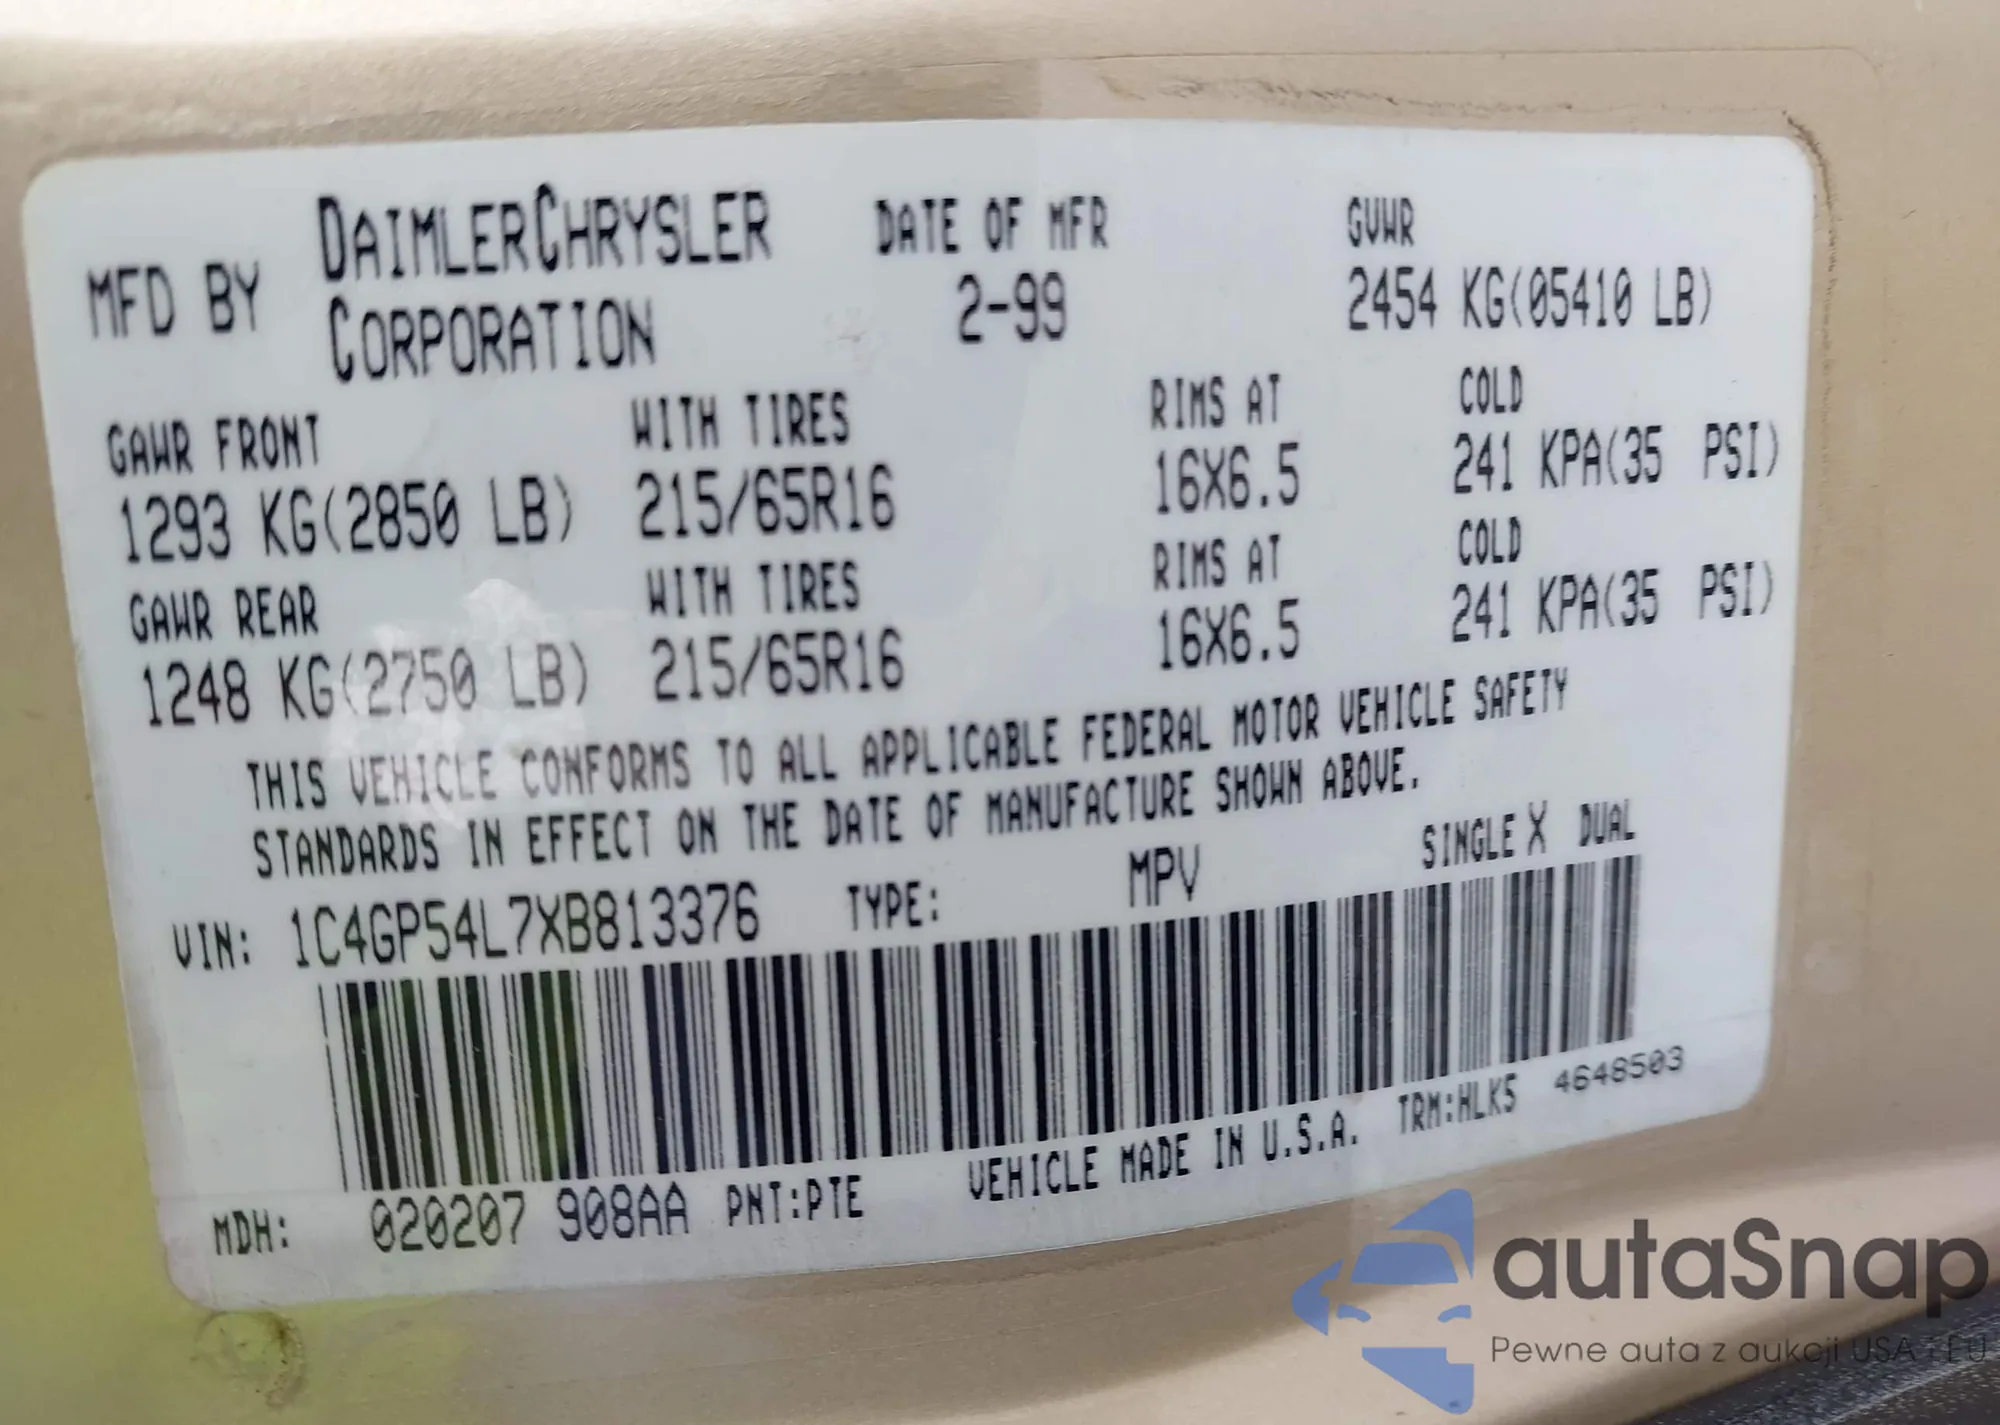 MFD BY DAIMLERCHRYSLER CORPORATION DATE OF MFR 2-99 GVWR 2454 KG(05410 LB)
GAWR FRONT WITH TIRES RIMS AT COLD
1293 KG(2850 LB) 215/65R16 16X6.5 241 KPA(35 PSI)
GAWR REAR WITH TIRES RIMS AT COLD
1248 KG(2750 LB) 215/65R16 16X6.5 241 KPA(35 PSI)
THIS VEHICLE CONFORMS TO ALL APPLICABLE FEDERAL MOTOR VEHICLE SAFETY
STANDARDS IN EFFECT ON THE DATE OF MANUFACTURE SHOWN ABOVE.
VIN: 1C4GP54L7XB813376 TYPE: MPV SINGLE X DUAL
MDH: 020207 908AA PNT:PTE VEHICLE MADE IN U.S.A. TRM:HLK5 4648503
autaSnap
Pewne auta z aukcji USA i EU